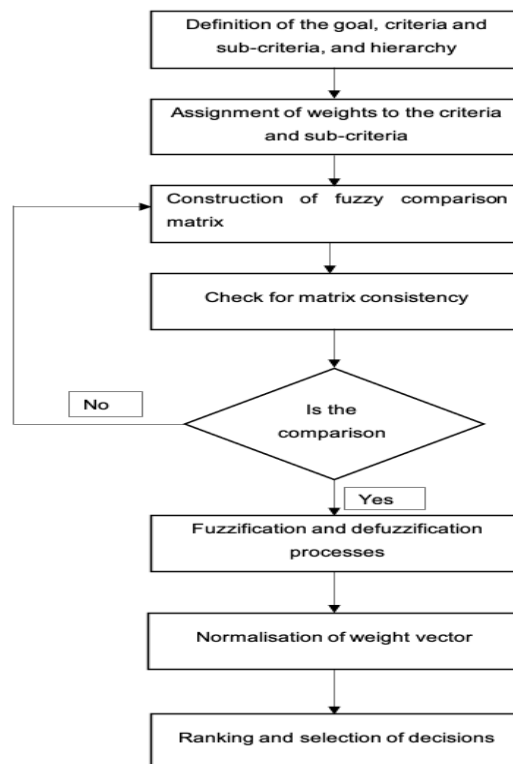 Definition of the goal, criteria and
sub-criteria, and hierarchy
Assignment of weights to the criteria
and sub-criteria
Construction of fuzzy comparison
matrix
Check for matrix consistency
Is the
comparison
No
Yes
Fuzzification and defuzzification
processes
Normalisation of weight vector
Ranking and selection of decisions